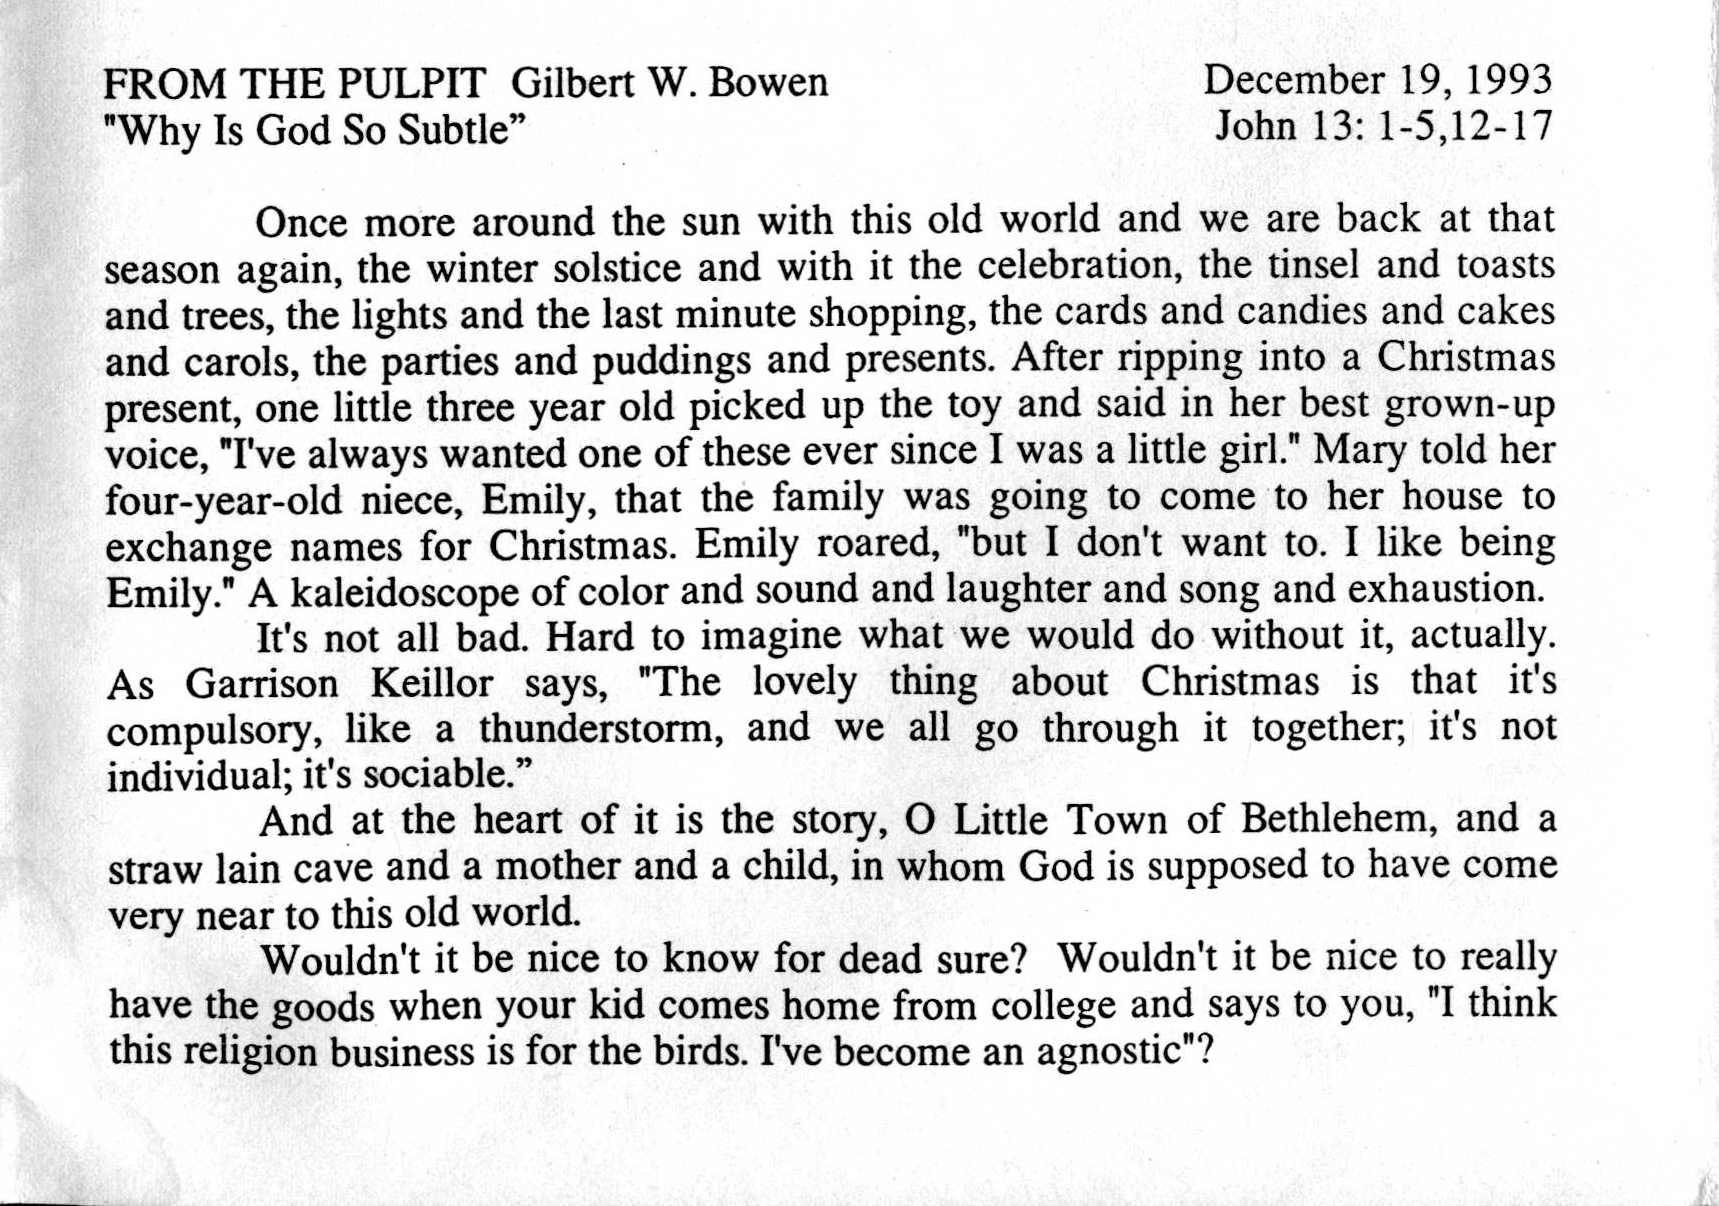 FROM THE PULPIT Gilbert W. Bowen December 19, 1993
"Why Is God So Subtle” John 13: 1-5,12-17
Once more around the sun with this old world and we are back at that
season again, the winter solstice and with it the celebration, the tinsel and toasts
and trees, the lights and the last minute shopping, the cards and candies and cakes
and carols, the parties and puddings and presents. After ripping into a Christmas
present, one little three year old picked up the toy and said in her best grown-up
voice, "I've always wanted one of these ever since I was a little girl." Mary told her
four-year-old niece, Emily, that the family was going to come to her house to
exchange names for Christmas. Emily roared, "but I don't want to. I like being
Emily." A kaleidoscope of color and sound and laughter and song and exhaustion.
It's not all bad. Hard to imagine what we would do without it, actually.
As Garrison Keillor says, "The lovely thing about Christmas is that it's
compulsory, like a thunderstorm, and we all go through it together; it's not
individual; it's sociable.”
And at the heart of it is the story, O Little Town of Bethlehem, and a
straw lain cave and a mother and a child, in whom God is supposed to have come
very near to this old world.
Wouldn't it be nice to know for dead sure? Wouldn't it be nice to really
have the goods when your kid comes home from college and says to you, "I think
this religion business is for the birds. I've become an agnostic"?